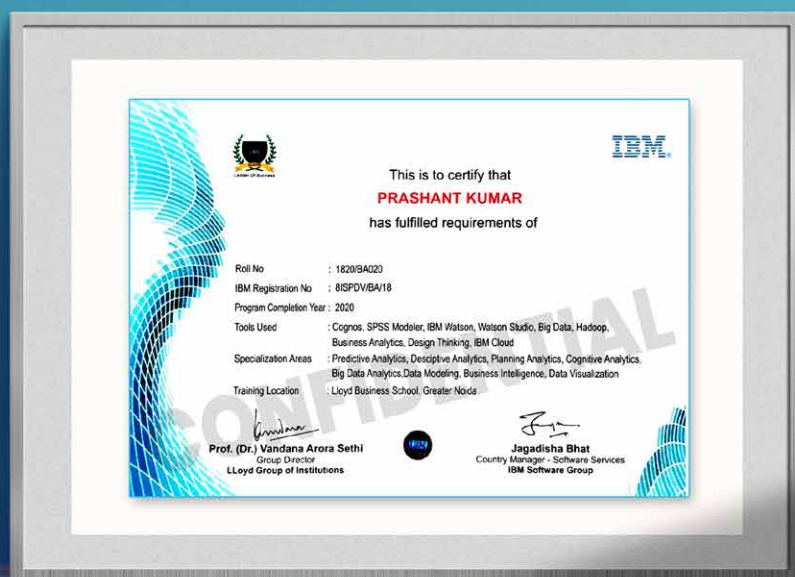 Leader Of Business
IBM
This is to certify that
PRASHANT KUMAR
has fulfilled requirements of
Roll No : 1820/BA020
IBM Registration No : 8ISPDV/BA/18
Program Completion Year : 2020
Tools Used : Cognos, SPSS Modeler, IBM Watson, Watson Studio, Big Data, Hadoop,
Business Analytics, Design Thinking, IBM Cloud
Specialization Areas : Predictive Analytics, Desciptive Analytics, Planning Analytics, Cognitive Analytics,
Big Data Analytics,Data Modeling, Business Intelligence, Data Visualization
Training Location : Lloyd Business School, Greater Noida
CONFIDENTIAL
Prof. (Dr.) Vandana Arora Sethi
Group Director
LLoyd Group of Institutions
IBM
Jagadisha Bhat
Country Manager - Software Services
IBM Software Group